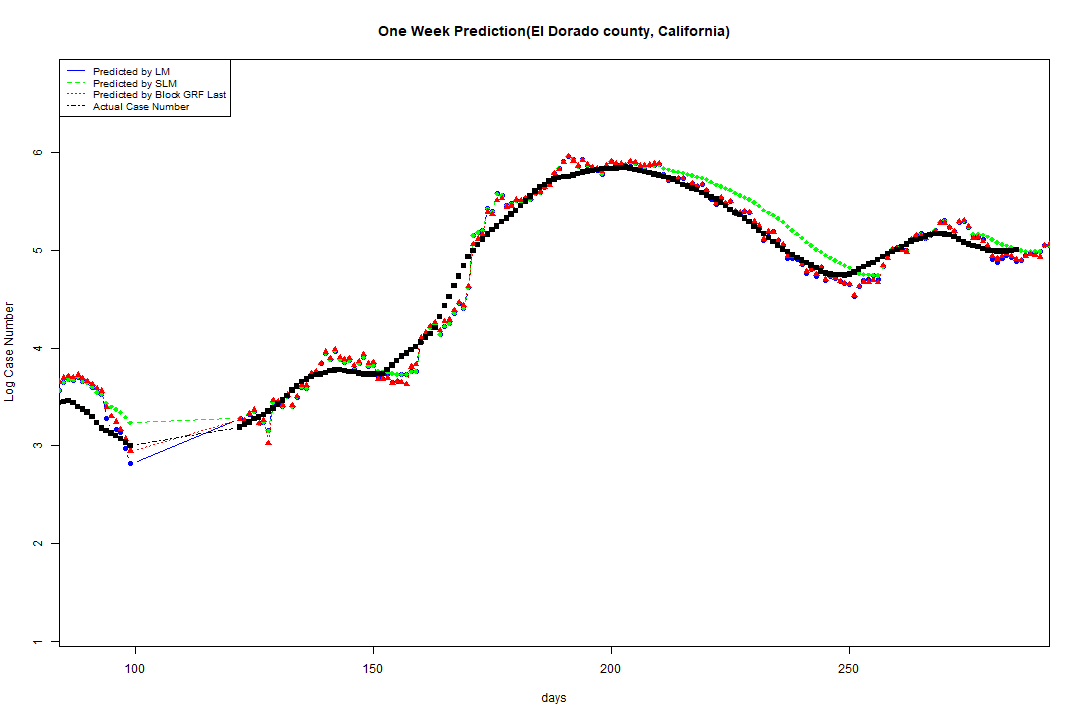 One Week Prediction(El Dorado county, California)
Predicted by LM
Predicted by SLM
Predicted by Block GRF Last
Actual Case Number
6
5
4
3
2
1
Log Case Number
100 150 200 250
days